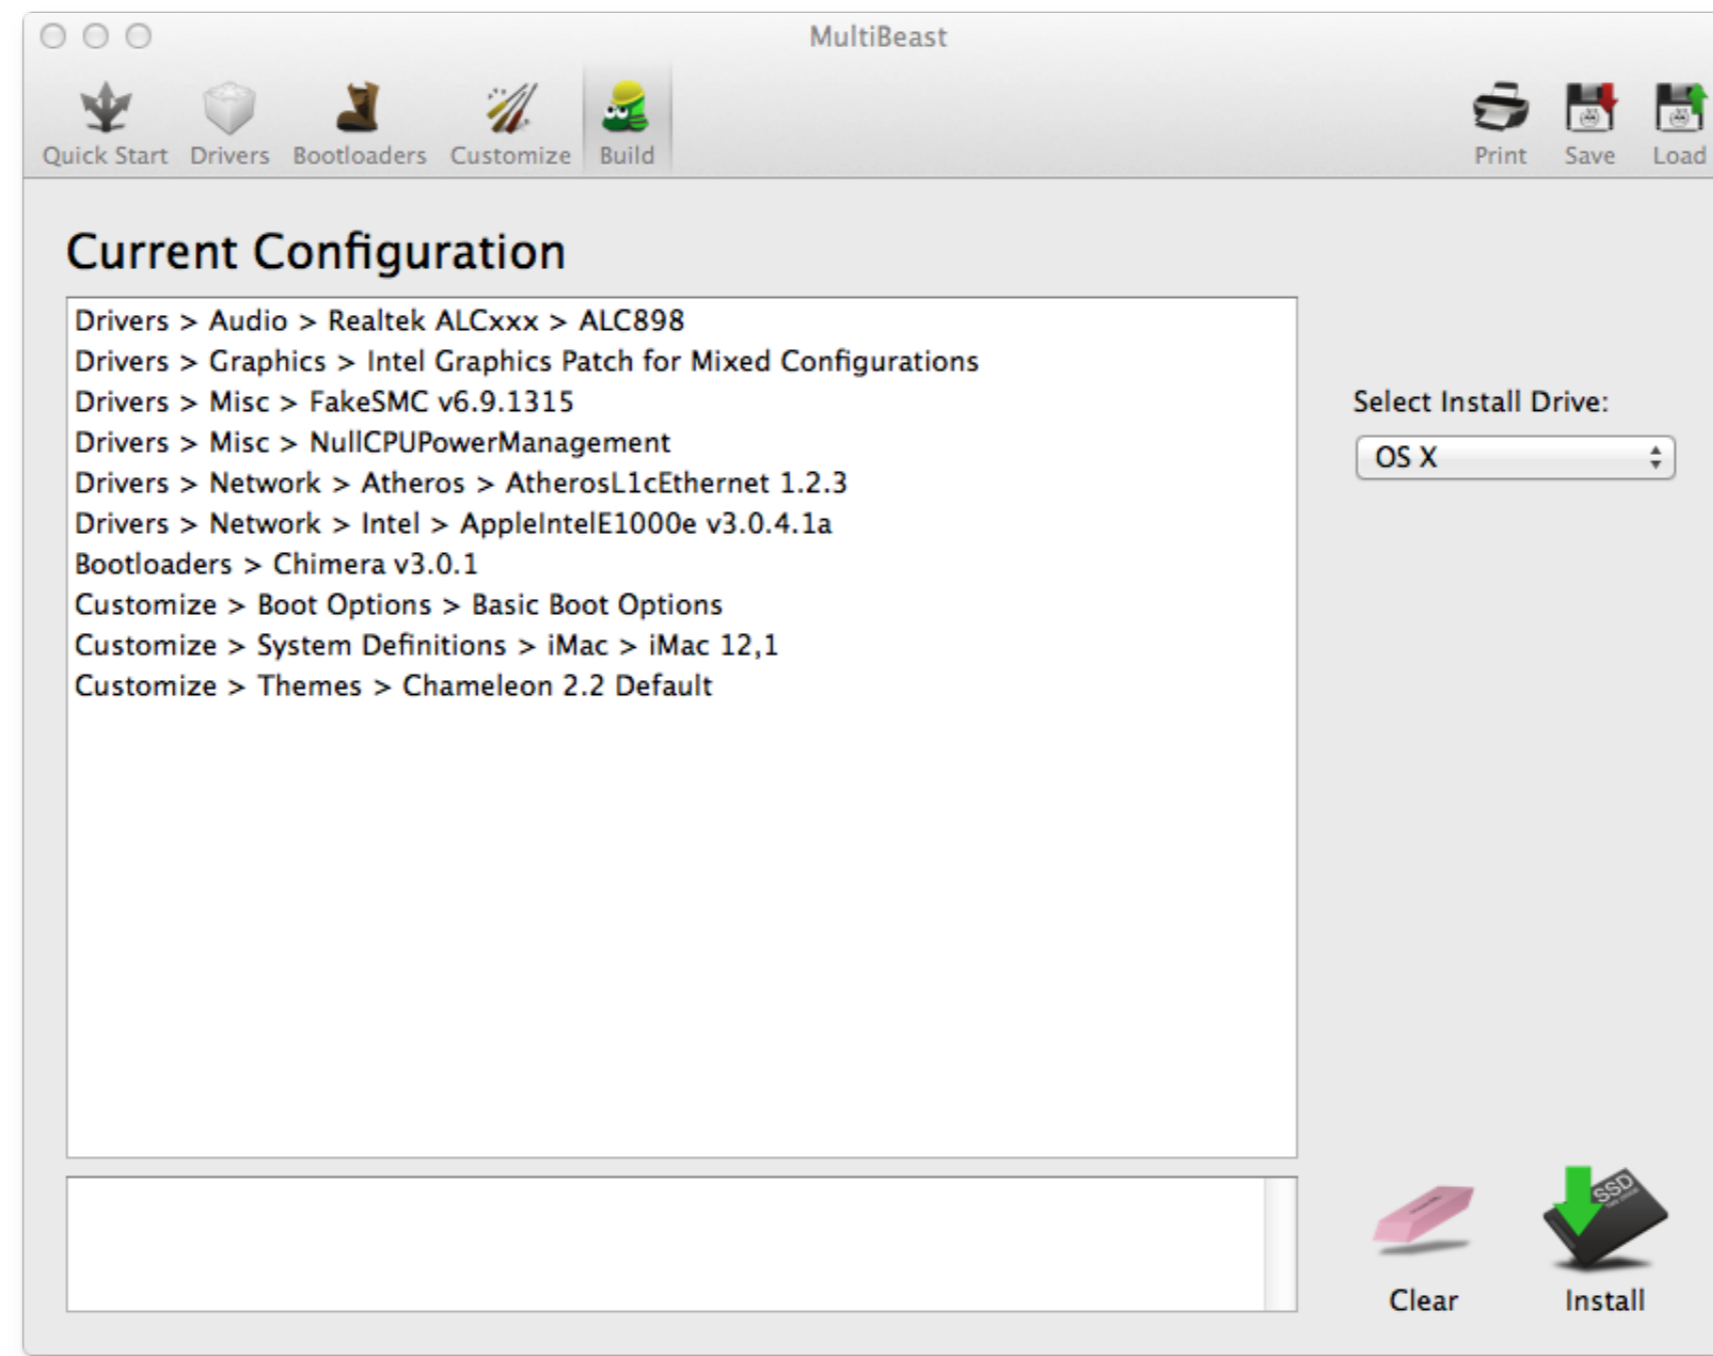 MultiBeast
Quick Start Drivers Bootloaders Customize Build Print Save Load
Current Configuration
Drivers > Audio > Realtek ALCxxx > ALC898
Drivers > Graphics > Intel Graphics Patch for Mixed Configurations
Drivers > Misc > FakeSMC v6.9.1315
Drivers > Misc > NullCPUPowerManagement
Drivers > Network > Atheros > AtherosL1cEthernet 1.2.3
Drivers > Network > Intel > AppleIntelE1000e v3.0.4.1a
Bootloaders > Chimera v3.0.1
Customize > Boot Options > Basic Boot Options
Customize > System Definitions > iMac > iMac 12,1
Customize > Themes > Chameleon 2.2 Default
Select Install Drive:
OS X
SSD
Clear Install